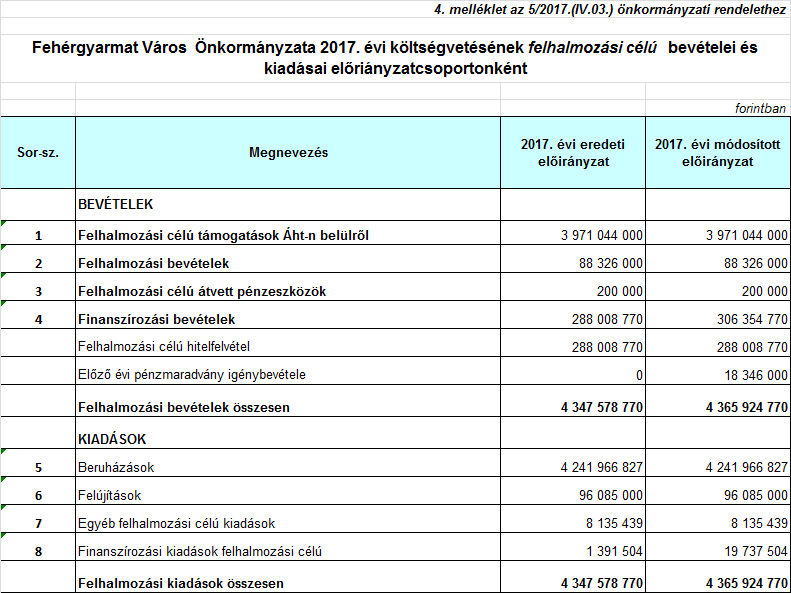 4. melléklet az 5/2017.(IV.03.) önkormányzati rendelethez
Fehérgyarmat Város Önkormányzata 2017. évi költségvetésének felhalmozási célú bevételei és
kiadásai előriányzatcsoportonként
forintban
Sor-sz. Megnevezés 2017. évi eredeti előirányzat 2017. évi módosított előirányzat
BEVÉTELEK
1 Felhalmozási célú támogatások Áht-n belülről 3 971 044 000 3 971 044 000
2 Felhalmozási bevételek 88 326 000 88 326 000
3 Felhalmozási célú átvett pénzeszközök 200 000 200 000
4 Finanszírozási bevételek 288 008 770 306 354 770
Felhalmozási célú hitelfelvétel 288 008 770 288 008 770
Előző évi pénzmaradvány igénybevétele 0 18 346 000
Felhalmozási bevételek összesen 4 347 578 770 4 365 924 770
KIADÁSOK
5 Beruházások 4 241 966 827 4 241 966 827
6 Felújítások 96 085 000 96 085 000
7 Egyéb felhalmozási célú kiadások 8 135 439 8 135 439
8 Finanszírozási kiadások felhalmozási célú 1 391 504 19 737 504
Felhalmozási kiadások összesen 4 347 578 770 4 365 924 770